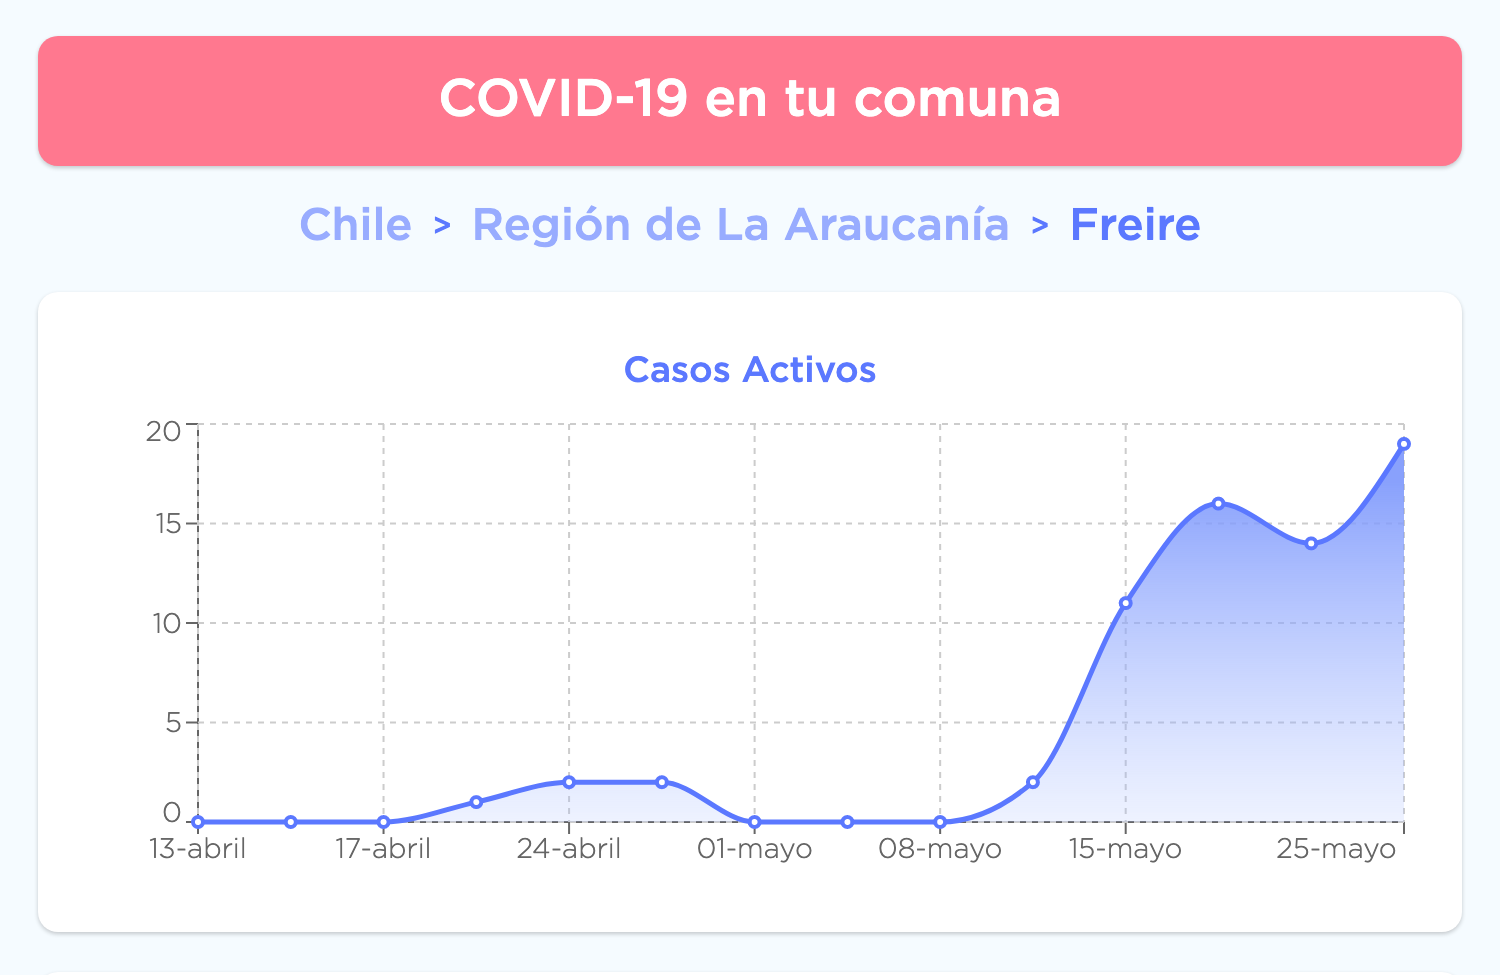 COVID-19 en tu comuna
Chile > Región de La Araucanía > Freire
Casos Activos
20
15
10
5
0
13-abril 17-abril 24-abril 01-mayo 08-mayo 15-mayo 25-mayo